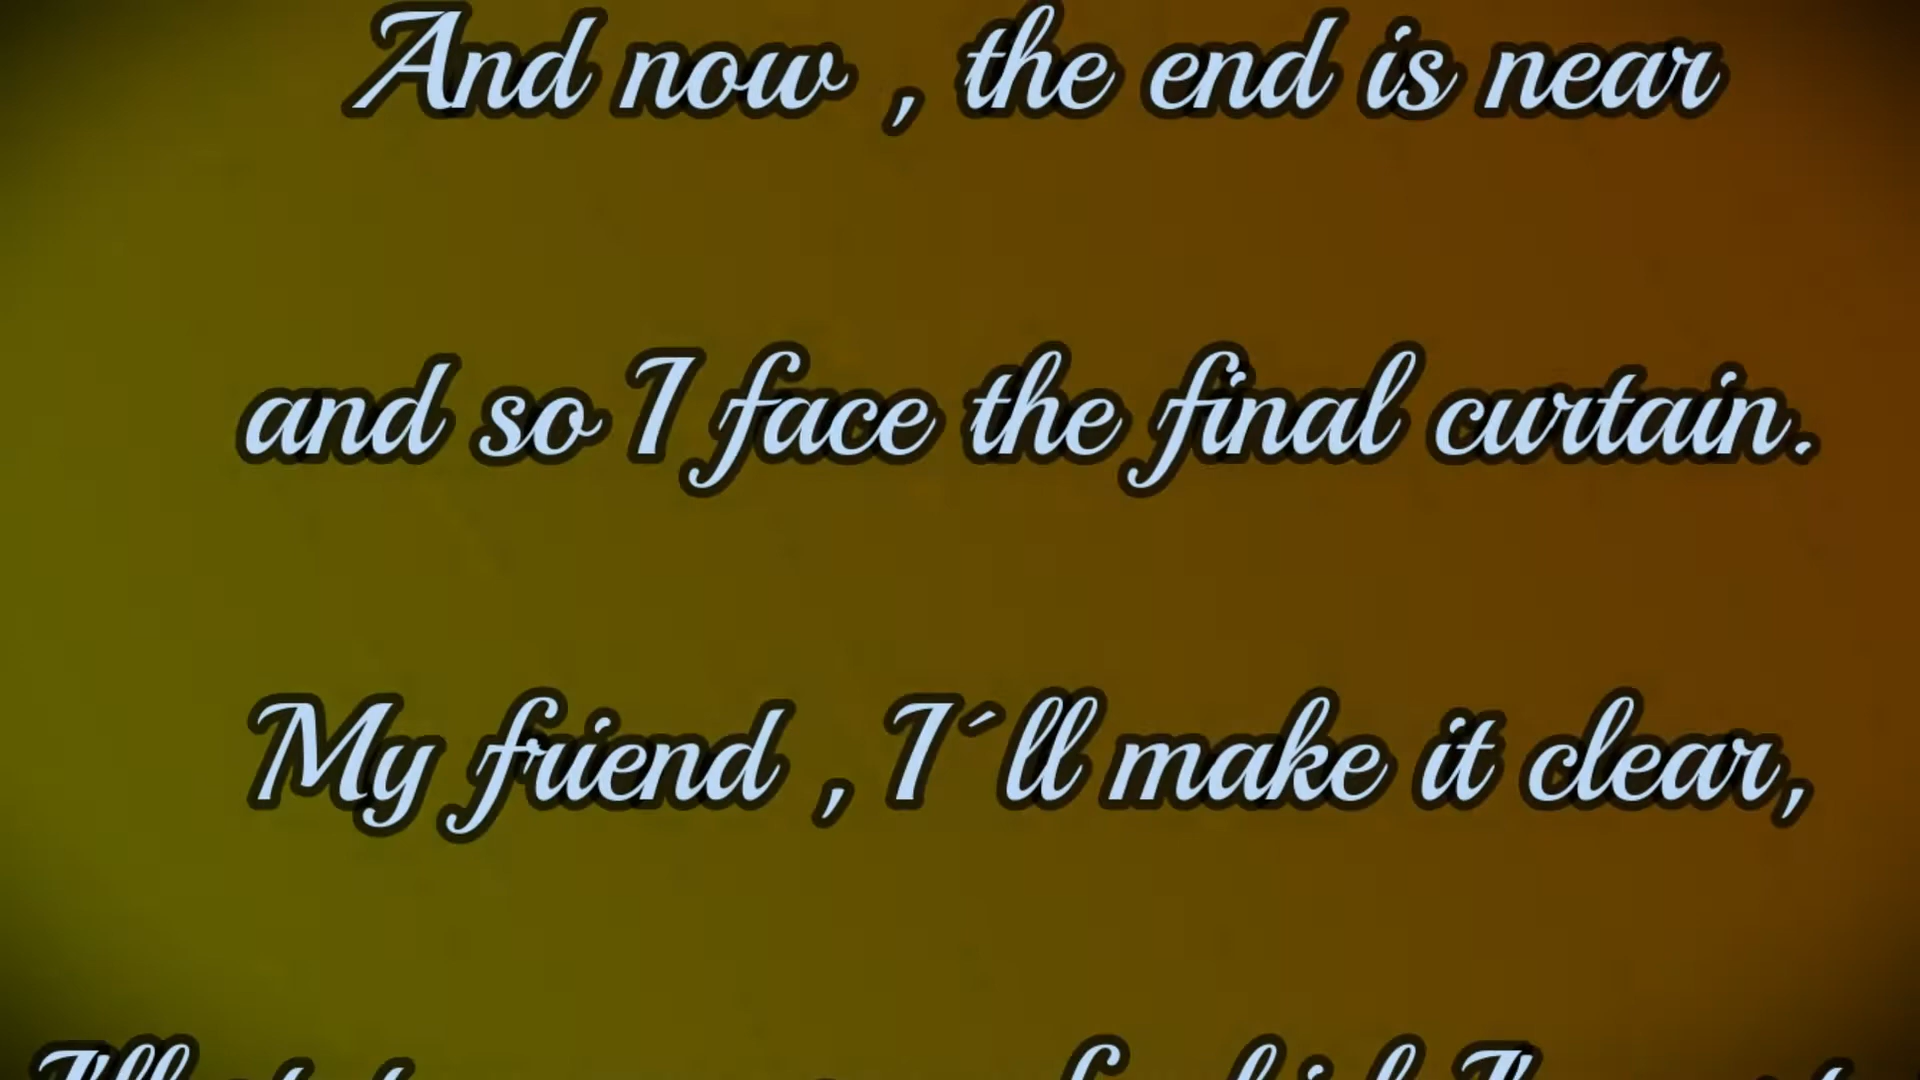 And now , the end is near
and so I face the final curtain.
My friend , I´ll make it clear,